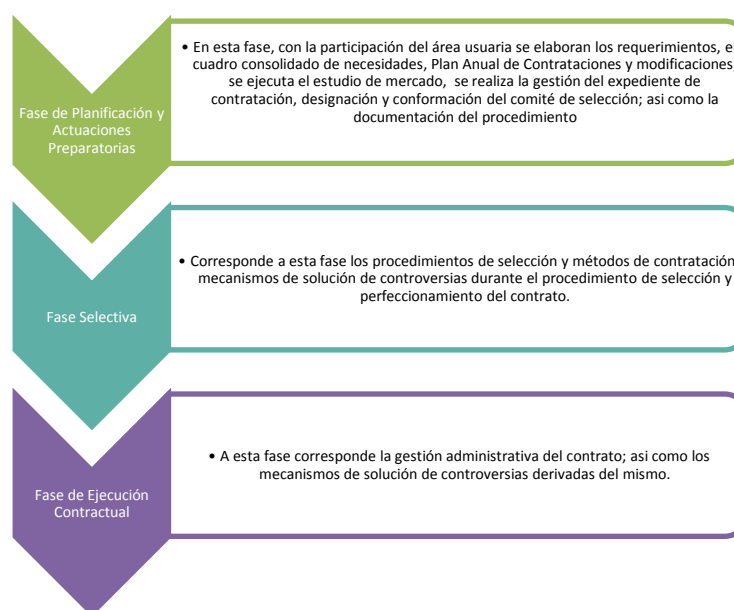 Fase de Planificación y
Actuaciones
Preparatorias
• En esta fase, con la participación del área usuaria se elaboran los requerimientos, e
cuadro consolidado de necesidades, Plan Anual de Contrataciones y modificaciones,
se ejecuta el estudio de mercado, se realiza la gestión del expediente de
contratación, designación y conformación del comité de selección; asi como la
documentación del procedimiento
Fase Selectiva
• Corresponde a esta fase los procedimientos de selección y métodos de contratación
mecanismos de solución de controversias durante el procedimiento de selección y
perfeccionamiento del contrato.
Fase de Ejecución
Contractual
• A esta fase corresponde la gestión administrativa del contrato; asi como los
mecanismos de solución de controversias derivadas del mismo.